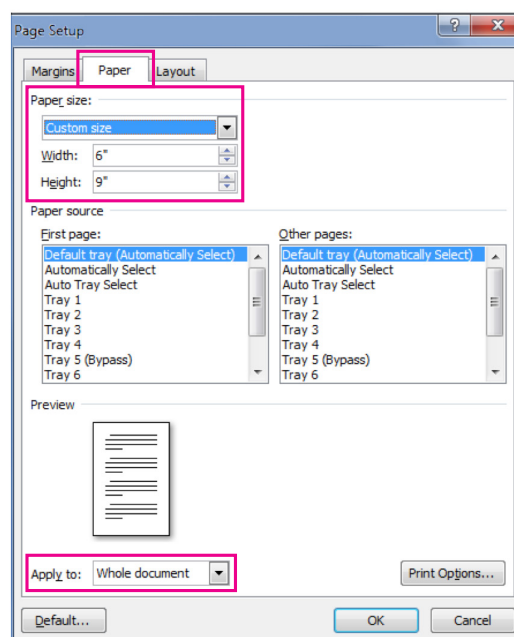 Page Setup
Margins Paper Layout
Paper size:
Custom size
Width: 6"
Height: 9"
Paper source
First page: Other pages:
Default tray (Automatically Select) Default tray (Automatically Select)
Automatically Select Automatically Select
Auto Tray Select Auto Tray Select
Tray 1 Tray 1
Tray 2 Tray 2
Tray 3 Tray 3
Tray 4 Tray 4
Tray 5 (Bypass) Tray 5 (Bypass)
Tray 6 Tray 6
Preview
Apply to: Whole document Print Options...
Default... OK Cancel